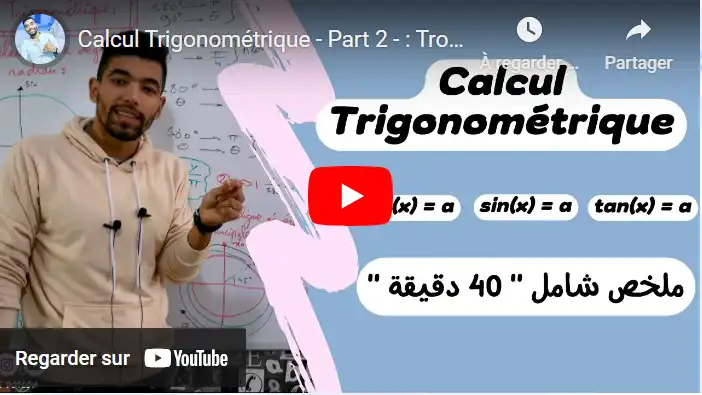 Calcul Trigonométrique - Part 2 - : Tro...
À regarder ...
Partager
Calcul
Trigonométrique
(x) = a
sin(x) = a
tan(x) = a
ملخص شامل " 40 دقيقة "
Regarder sur YouTube